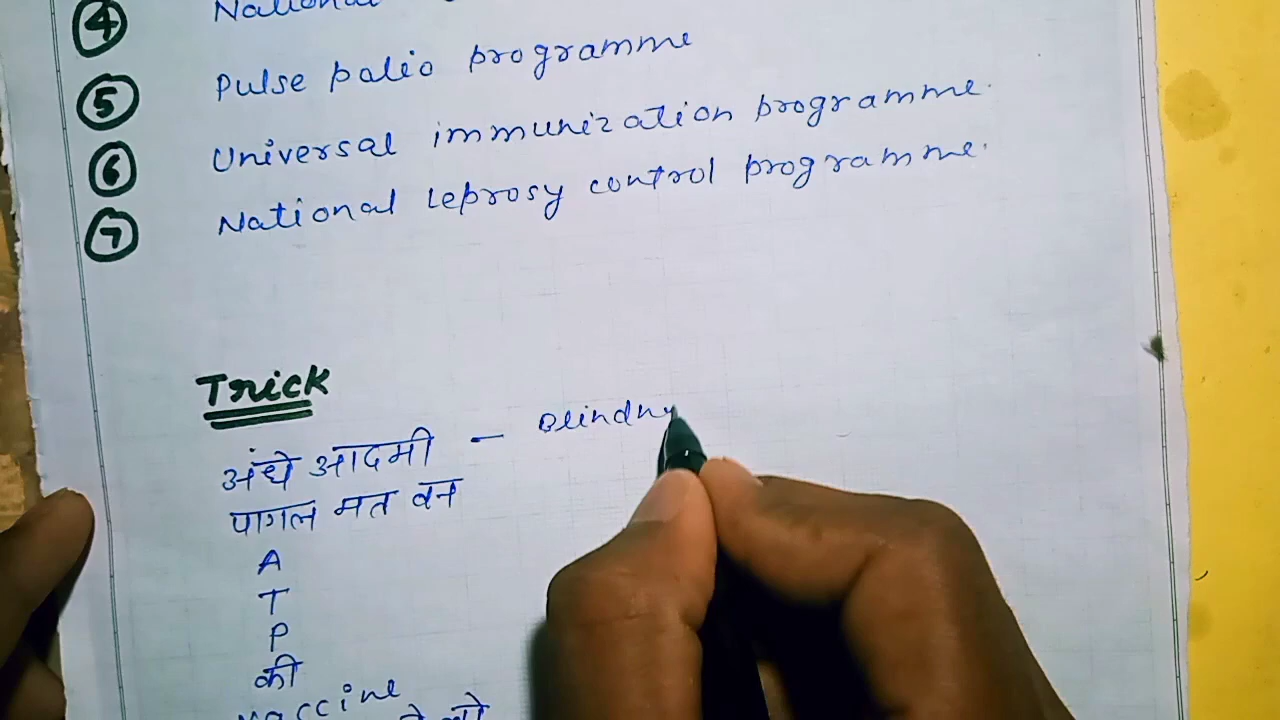 ④ National
⑤ Pulse palio programme
⑥ Universal immunization programme.
⑦ National leprosy control programme.
Trick
अंधे आदमी — Blindn
पागल मत बन
A
T
P
की
vaccine